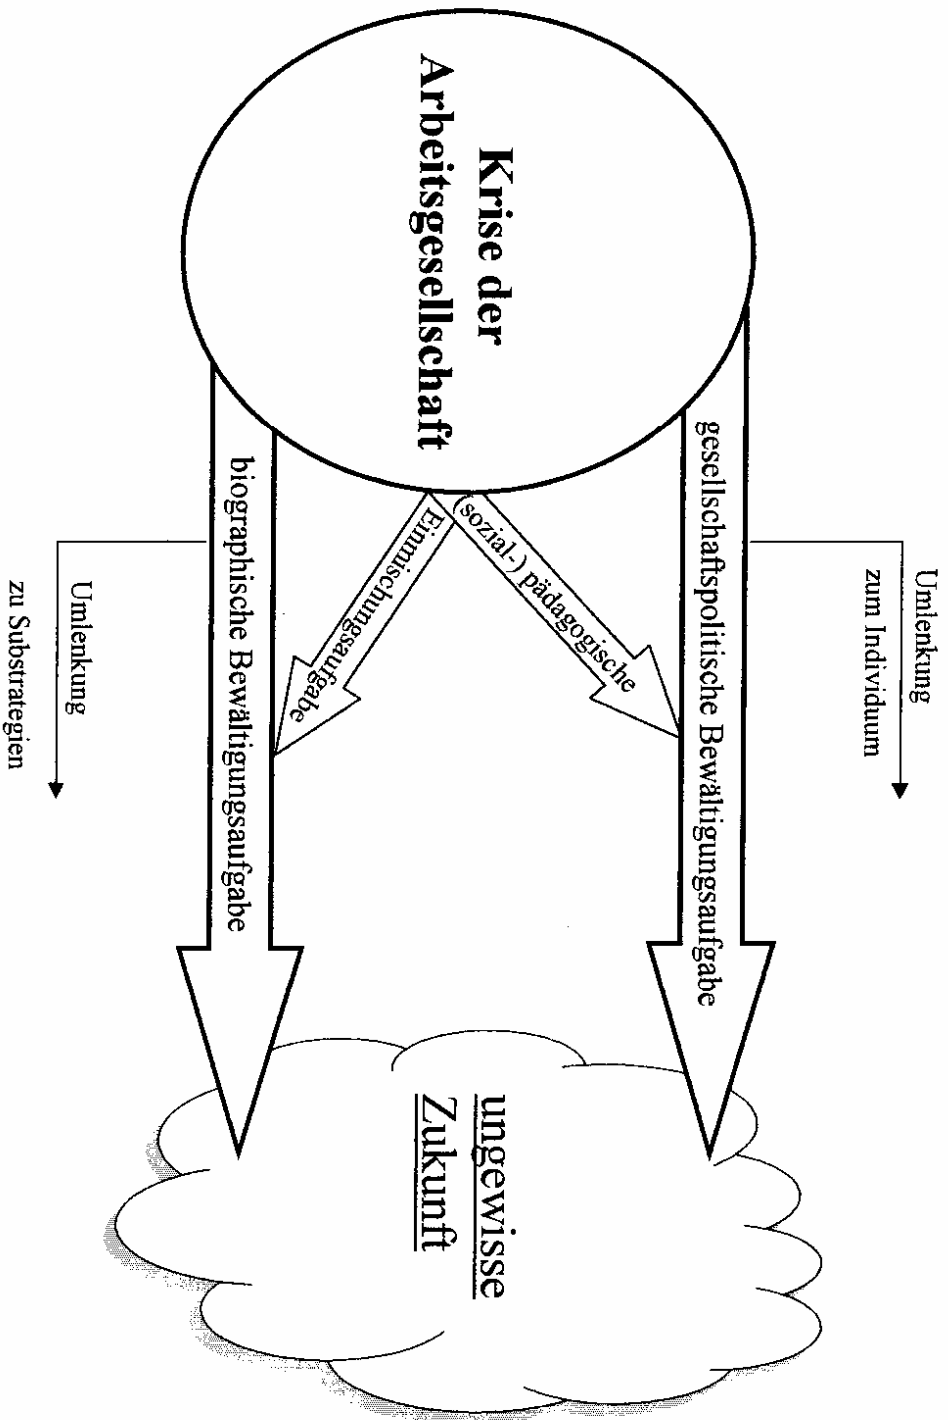 Umlenkung
zum Individuum
gesellschaftspolitische Bewältigungsaufgabe
Krise der
Arbeitsgesellschaft
(sozial-) pädagogische
Einmischungsaufgabe
ungewisse
Zukunft
biographische Bewältigungsaufgabe
Umlenkung
zu Substrategien